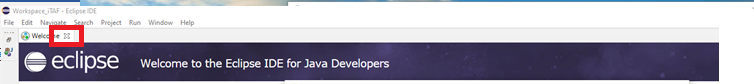 Workspace_iTAF - Eclipse IDE
File Edit Navigate Search Project Run Window Help
Welcome
eclipse Welcome to the Eclipse IDE for Java Developers